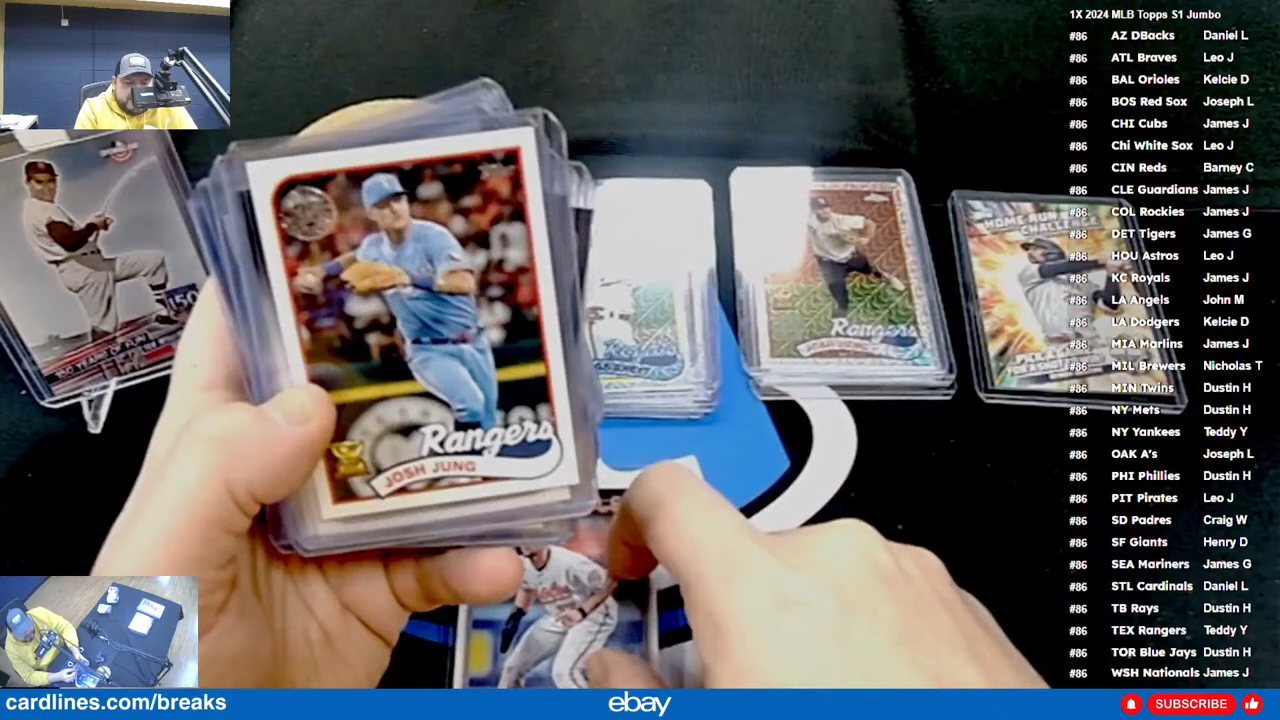 1X 2024 MLB Topps S1 Jumbo
#86 AZ DBacks Daniel L
#86 ATL Braves Leo J
#86 BAL Orioles Kelcie D
#86 BOS Red Sox Joseph L
#86 CHI Cubs James J
#86 Chi White Sox Leo J
#86 CIN Reds Barney C
#86 CLE Guardians James J
#86 COL Rockies James J
#86 DET Tigers James G
#86 HOU Astros Leo J
#86 KC Royals James J
#86 LA Angels John M
#86 LA Dodgers Kelcie D
#86 MIA Marlins James J
#86 MIL Brewers Nicholas T
#86 MIN Twins Dustin H
#86 NY Mets Dustin H
#86 NY Yankees Teddy Y
#86 OAK A's Joseph L
#86 PHI Phillies Dustin H
#86 PIT Pirates Leo J
#86 SD Padres Craig W
#86 SF Giants Henry D
#86 SEA Mariners James G
#86 STL Cardinals Daniel L
#86 TB Rays Dustin H
#86 TEX Rangers Teddy Y
#86 TOR Blue Jays Dustin H
#86 WSH Nationals James J
150
Rangers
JOSH JUNG
Rangers
HOME RUN
CHALLENGE
cardlines.com/breaks
ebay
SUBSCRIBE